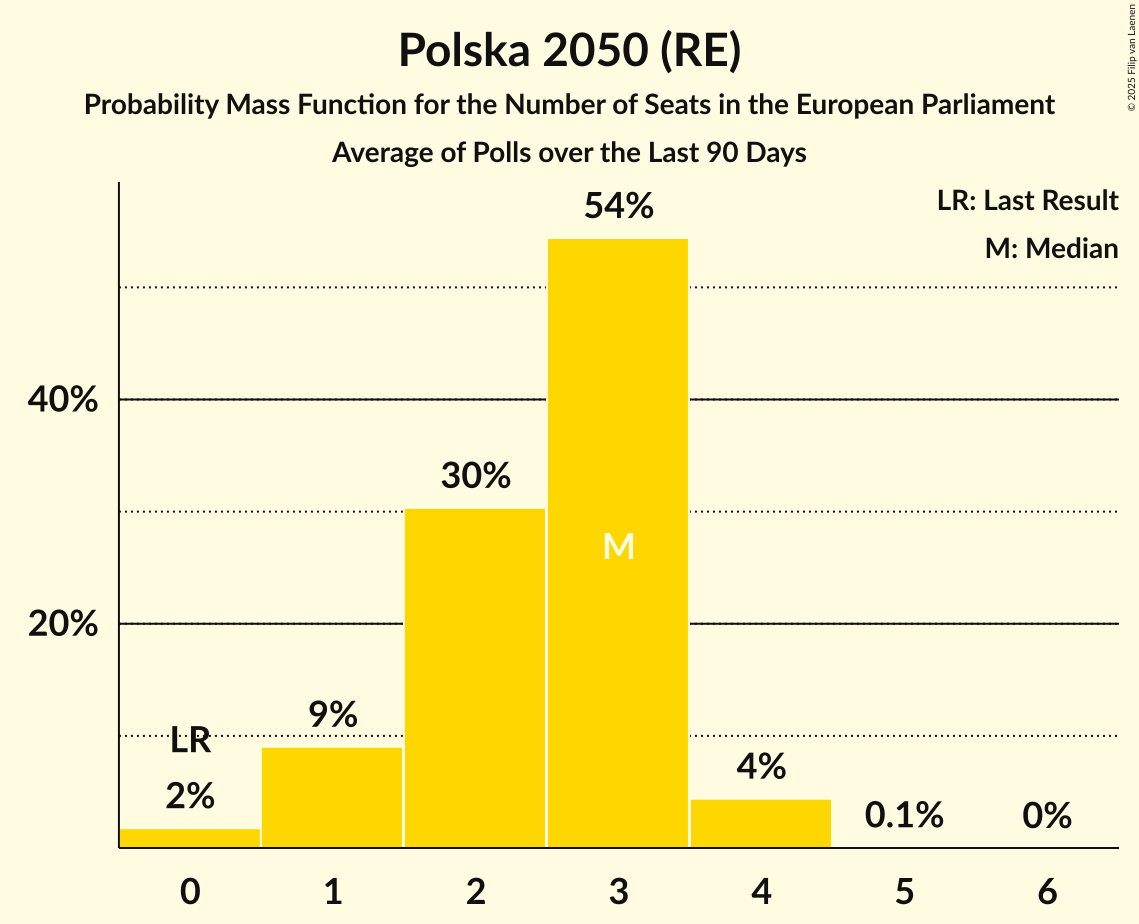 Polska 2050 (RE)
Probability Mass Function for the Number of Seats in the European Parliament
Average of Polls over the Last 90 Days
© 2025 Filip van Laenen
LR: Last Result
M: Median
54%
40%
30%
M
20%
9%
LR
4%
2%
0.1%
0%
0 1 2 3 4 5 6